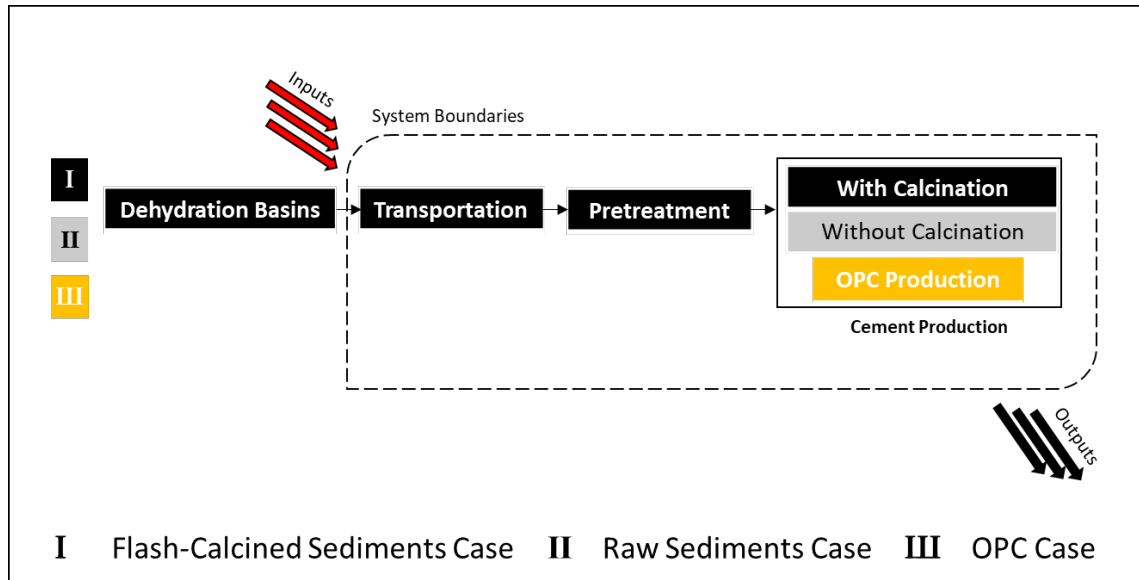 Inputs
System Boundaries
I
II
III
Dehydration Basins
Transportation
Pretreatment
With Calcination
Without Calcination
OPC Production
Cement Production
Outputs
I Flash-Calcined Sediments Case II Raw Sediments Case III OPC Case